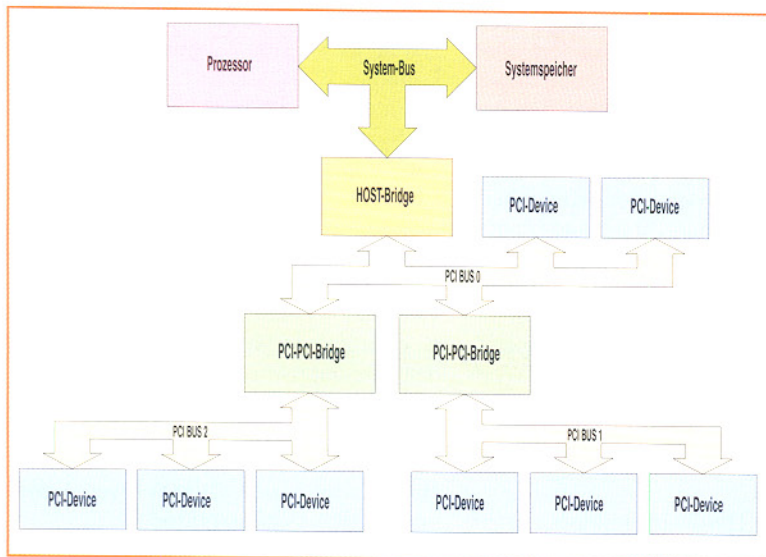 Prozessor
System-Bus
Systemspeicher
HOST-Bridge
PCI-Device
PCI-Device
PCI BUS 0
PCI-PCI-Bridge
PCI-PCI-Bridge
PCI BUS 2
PCI BUS 1
PCI-Device
PCI-Device
PCI-Device
PCI-Device
PCI-Device
PCI-Device